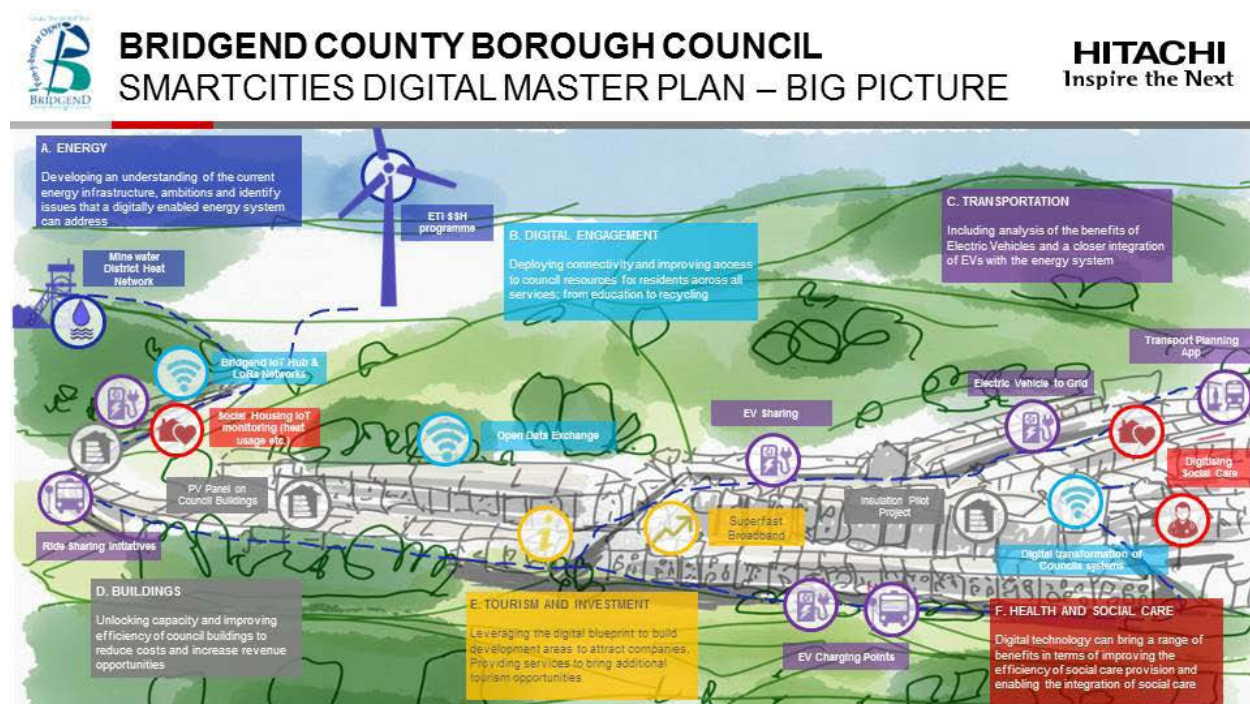 BRIDGEND
BRIDGEND COUNTY BOROUGH COUNCIL
SMARTCITIES DIGITAL MASTER PLAN – BIG PICTURE
HITACHI
Inspire the Next
A. ENERGY
Developing an understanding of the current
energy infrastructure, ambitions and identify
issues that a digitally enabled energy system
can address
ETI SSH
programme
B. DIGITAL ENGAGEMENT
Deploying connectivity and improving access
to council resources for residents across all
services; from education to recycling
C. TRANSPORTATION
Including analysis of the benefits of
Electric Vehicles and a closer integration
of EVs with the energy system
Mine water
District Heat
Network
Bridgend IoT Hub &
LoRa Networks
Social Housing IoT
monitoring (heat
usage etc.)
Open Data Exchange
EV Sharing
Electric Vehicle to Grid
Transport Planning
App
PV Panel on
Council Buildings
Superfast
Broadband
Insulation Pilot
Project
Digitising
Social Care
Ride Sharing Initiatives
Digital transformation of
Councils systems
EV Charging Points
D. BUILDINGS
Unlocking capacity and improving
efficiency of council buildings to
reduce costs and increase revenue
opportunities
E. TOURISM AND INVESTMENT
Leveraging the digital blueprint to build
development areas to attract companies.
Providing services to bring additional
tourism opportunities
F. HEALTH AND SOCIAL CARE
Digital technology can bring a range of
benefits in terms of improving the
efficiency of social care provision and
enabling the integration of social care